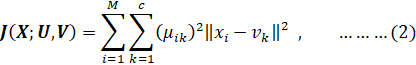 J(X; U, V) = ∑_{i=1}^{M} ∑_{k=1}^{c} (μ_{ik})² ‖x_i − v_k‖² , … … … (2)